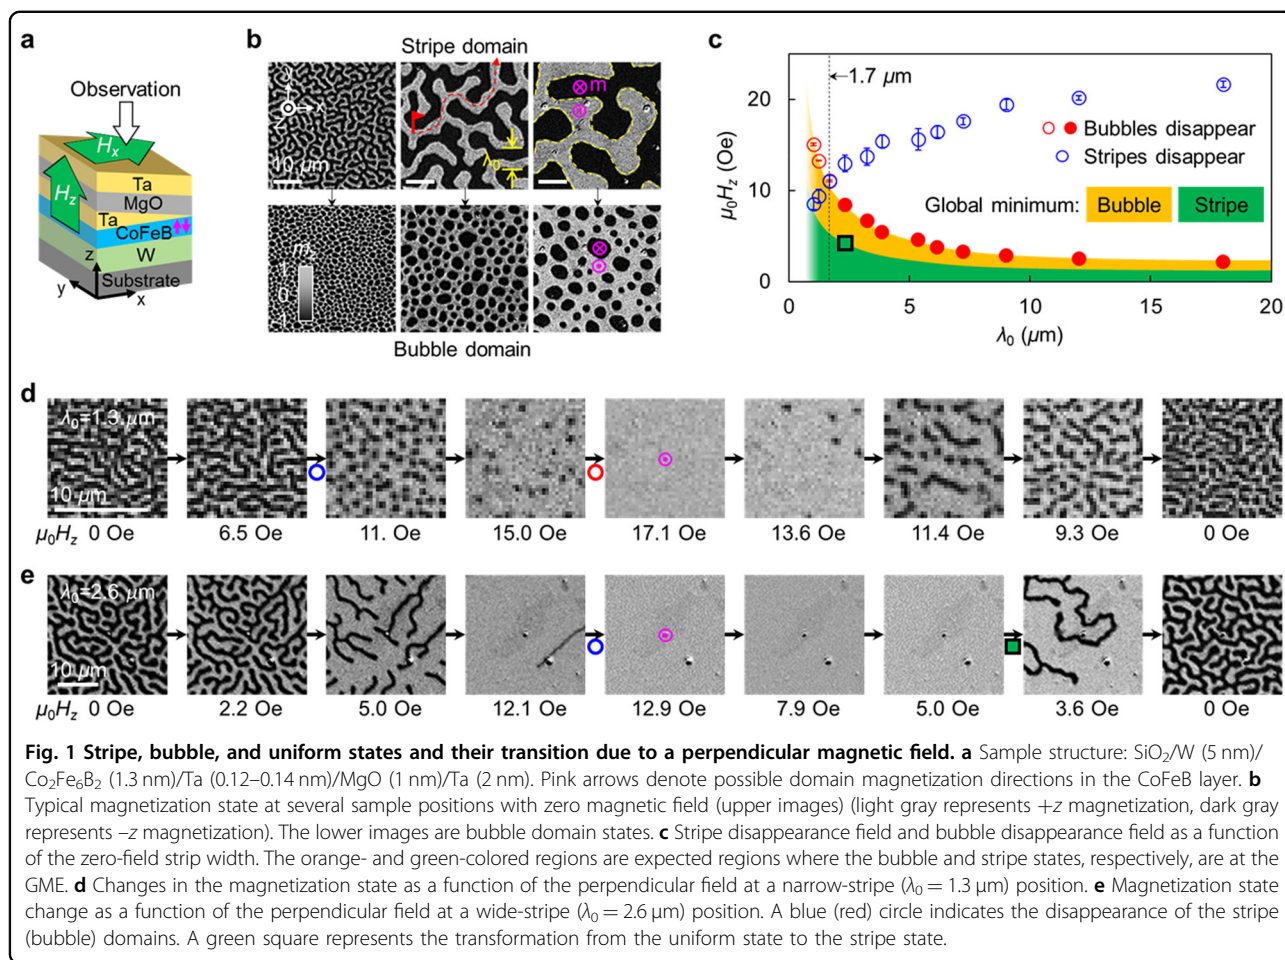 a
Observation
Hx
Hz
Ta
MgO
Ta
CoFeB
W
Substrate
z
y
x
b
Stripe domain
y
x
10 μm
λ0
m
mz
1
0
-1
Bubble domain
c
μ0Hz (Oe)
20
10
0
1.7 μm
Bubbles disappear
Stripes disappear
Global minimum: Bubble Stripe
0 5 10 15 20
λ0 (μm)
d
λ0=1.3 μm
10 μm
μ0Hz 0 Oe 6.5 Oe 11. Oe 15.0 Oe 17.1 Oe 13.6 Oe 11.4 Oe 9.3 Oe 0 Oe
e
λ0=2.6 μm
10 μm
μ0Hz 0 Oe 2.2 Oe 5.0 Oe 12.1 Oe 12.9 Oe 7.9 Oe 5.0 Oe 3.6 Oe 0 Oe
Fig. 1 Stripe, bubble, and uniform states and their transition due to a perpendicular magnetic field. a Sample structure: SiO2/W (5 nm)/
Co2Fe6B2 (1.3 nm)/Ta (0.12–0.14 nm)/MgO (1 nm)/Ta (2 nm). Pink arrows denote possible domain magnetization directions in the CoFeB layer. b
Typical magnetization state at several sample positions with zero magnetic field (upper images) (light gray represents +z magnetization, dark gray
represents –z magnetization). The lower images are bubble domain states. c Stripe disappearance field and bubble disappearance field as a function
of the zero-field strip width. The orange- and green-colored regions are expected regions where the bubble and stripe states, respectively, are at the
GME. d Changes in the magnetization state as a function of the perpendicular field at a narrow-stripe (λ0 = 1.3 μm) position. e Magnetization state
change as a function of the perpendicular field at a wide-stripe (λ0 = 2.6 μm) position. A blue (red) circle indicates the disappearance of the stripe
(bubble) domains. A green square represents the transformation from the uniform state to the stripe state.